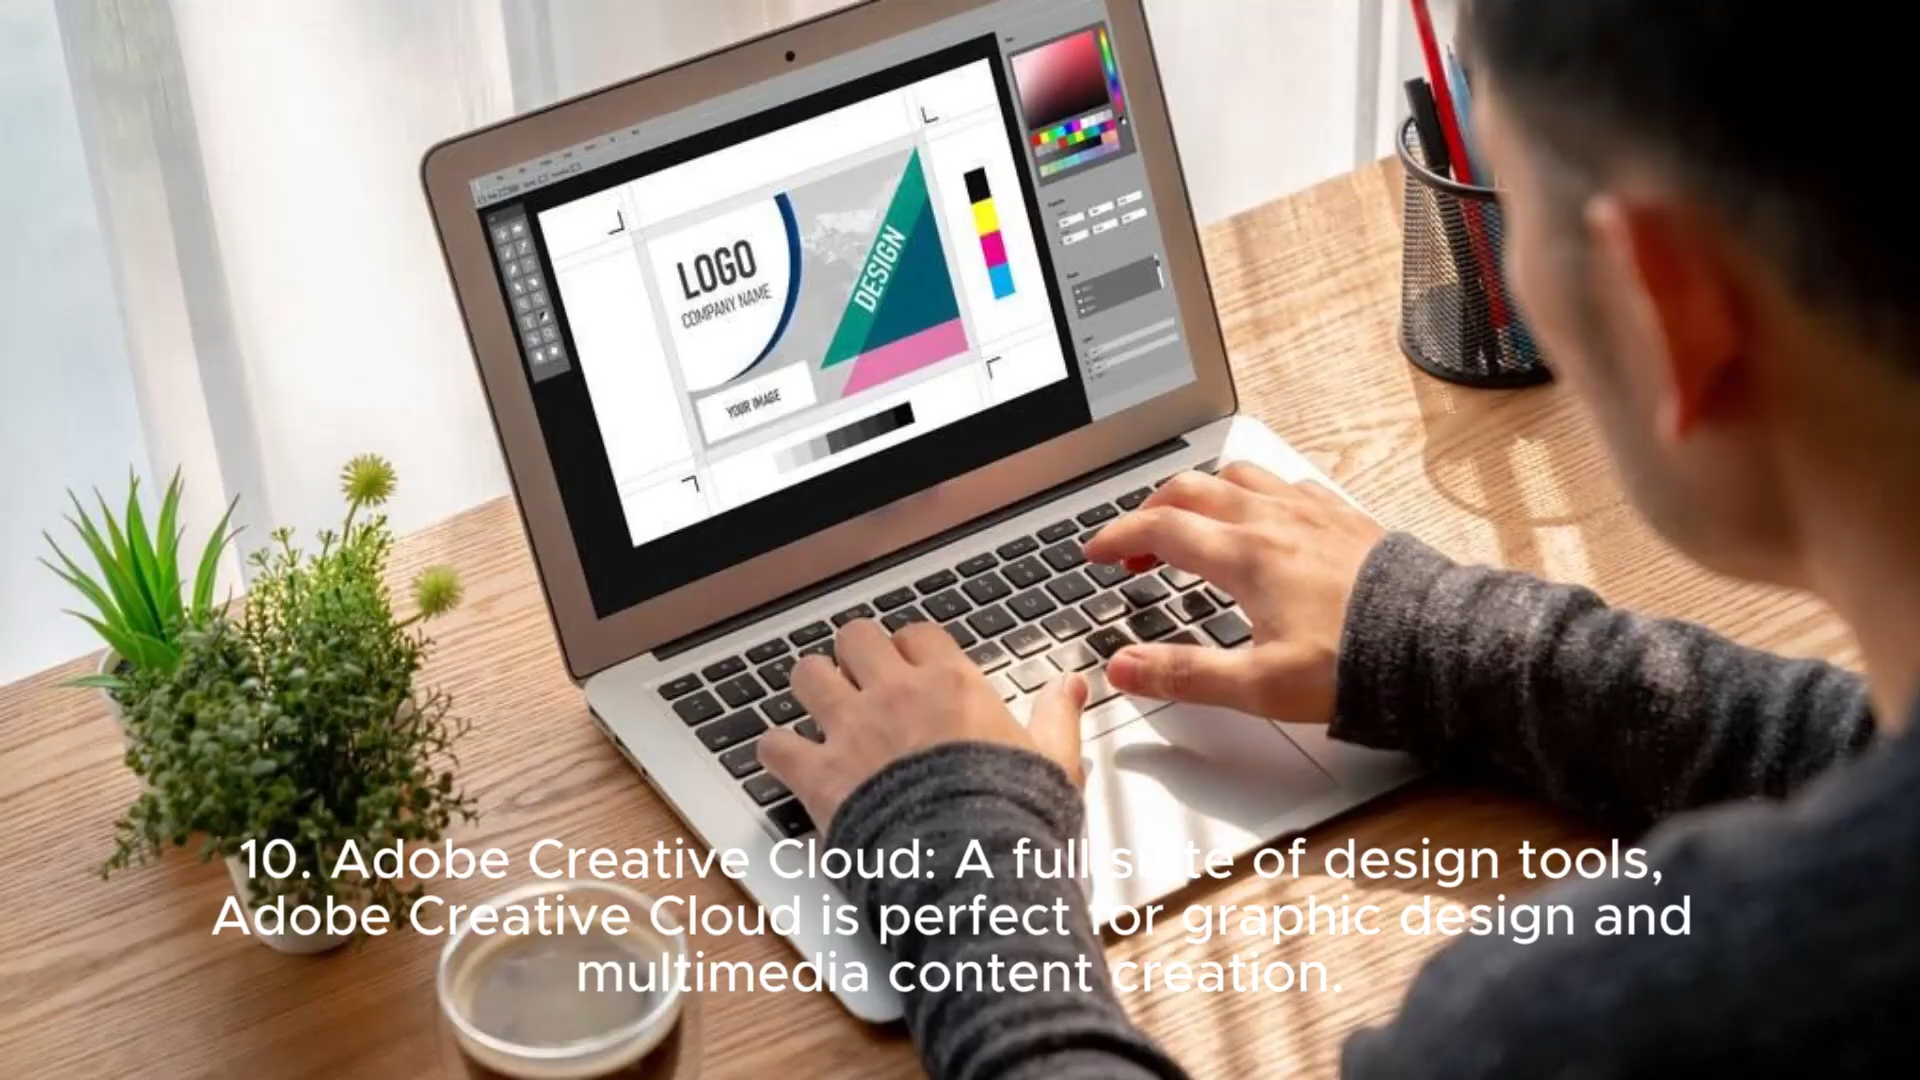 LOGO
COMPANY NAME
DESIGN
YOUR IMAGE
10. Adobe Creative Cloud: A full suite of design tools,
Adobe Creative Cloud is perfect for graphic design and
multimedia content creation.